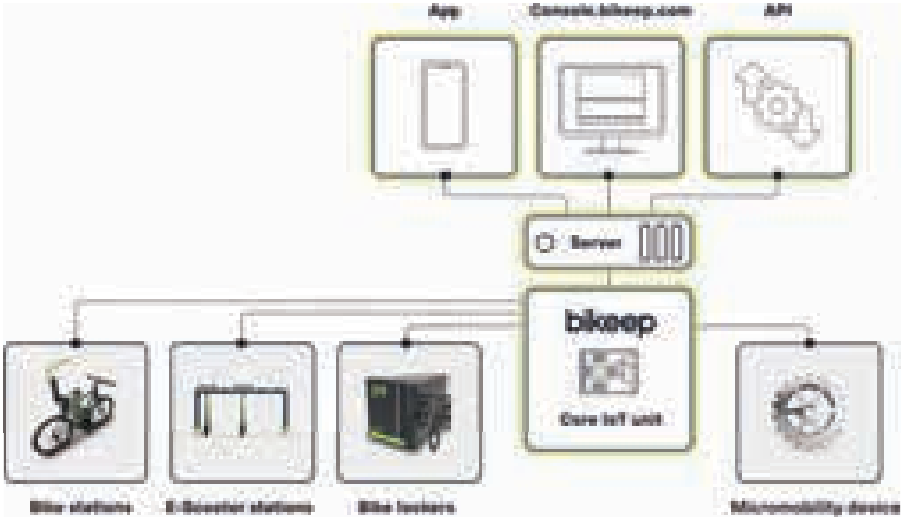 App
Console.bikeep.com
API
Server
bikeep
Core IoT unit
Bike stations
E-Scooter stations
Bike lockers
Micromobility device